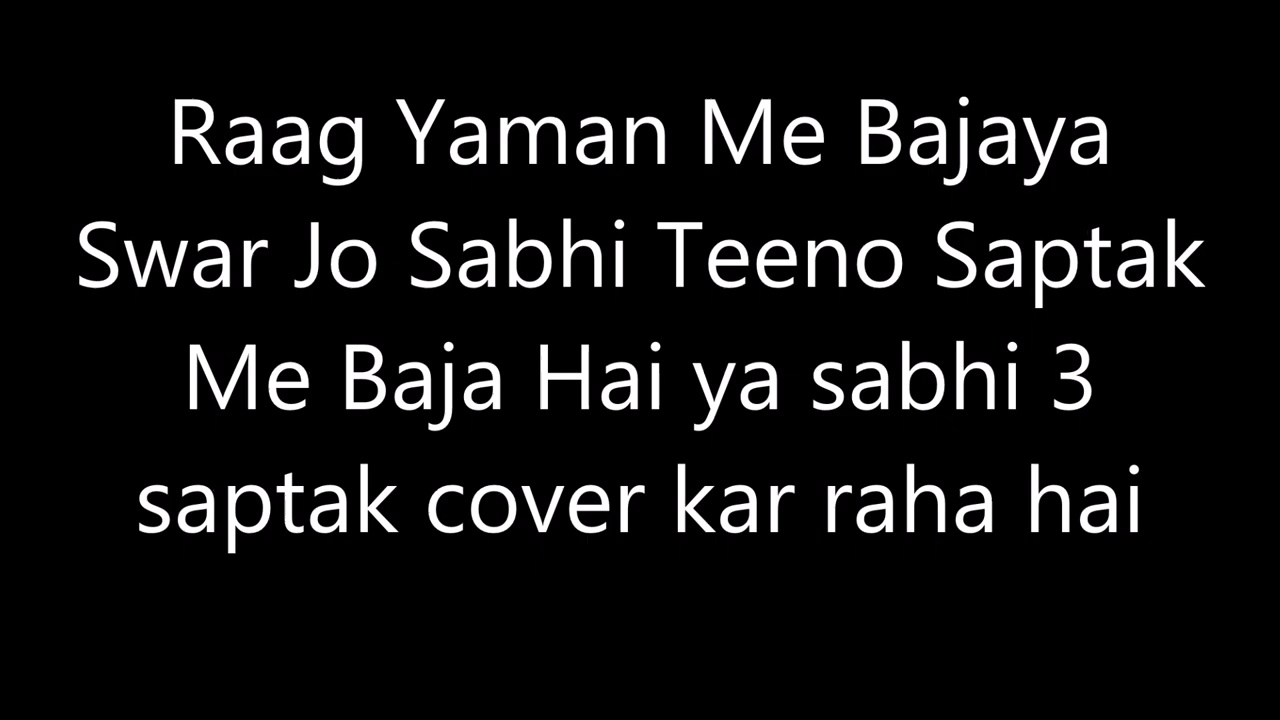 Raag Yaman Me Bajaya
Swar Jo Sabhi Teeno Saptak
Me Baja Hai ya sabhi 3
saptak cover kar raha hai